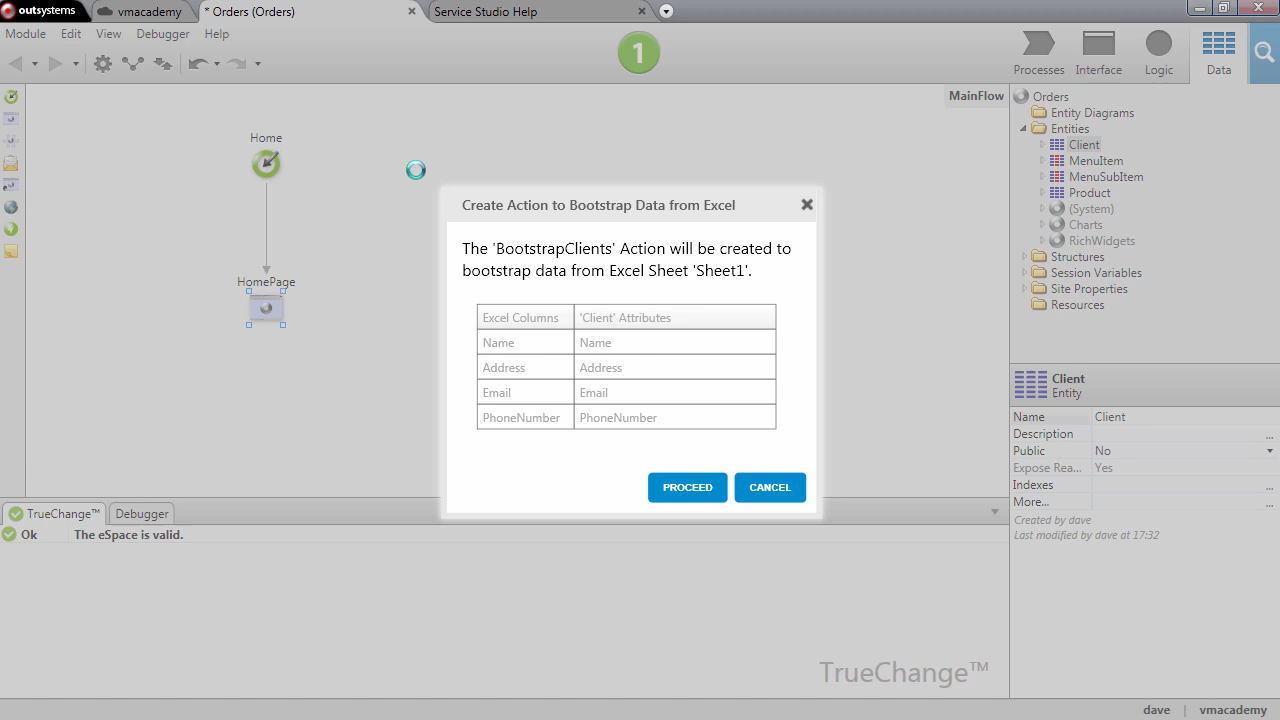 outsystems
vmacademy
* Orders (Orders)
Service Studio Help
Module Edit View Debugger Help
1
Processes Interface Logic Data
MainFlow
Home
HomePage
Orders
Entity Diagrams
Entities
Client
MenuItem
MenuSubItem
Product
(System)
Charts
RichWidgets
Structures
Session Variables
Site Properties
Resources
Create Action to Bootstrap Data from Excel
The 'BootstrapClients' Action will be created to
bootstrap data from Excel Sheet 'Sheet1'.
Excel Columns 'Client' Attributes
Name Name
Address Address
Email Email
PhoneNumber PhoneNumber
PROCEED CANCEL
Client
Entity
Name Client
Description ...
Public No
Expose Rea... Yes
Indexes ...
More... ...
Created by dave
Last modified by dave at 17:32
TrueChange™ Debugger
Ok The eSpace is valid.
TrueChange™
dave | vmacademy